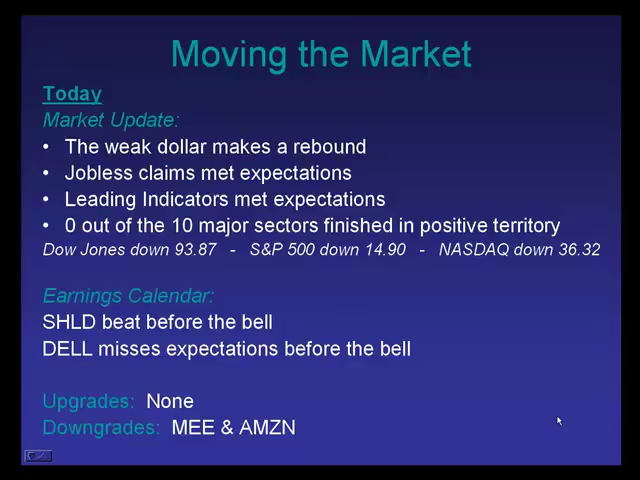 Moving the Market
Today
Market Update:
• The weak dollar makes a rebound
• Jobless claims met expectations
• Leading Indicators met expectations
• 0 out of the 10 major sectors finished in positive territory
Dow Jones down 93.87 - S&P 500 down 14.90 - NASDAQ down 36.32
Earnings Calendar:
SHLD beat before the bell
DELL misses expectations before the bell
Upgrades: None
Downgrades: MEE & AMZN